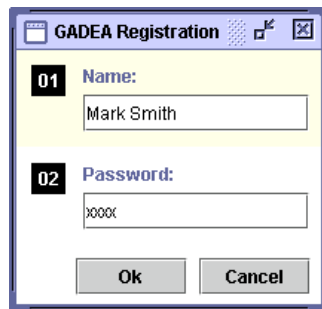 GADEA Registration
01 Name:
Mark Smith
02 Password:
xxxx
Ok Cancel